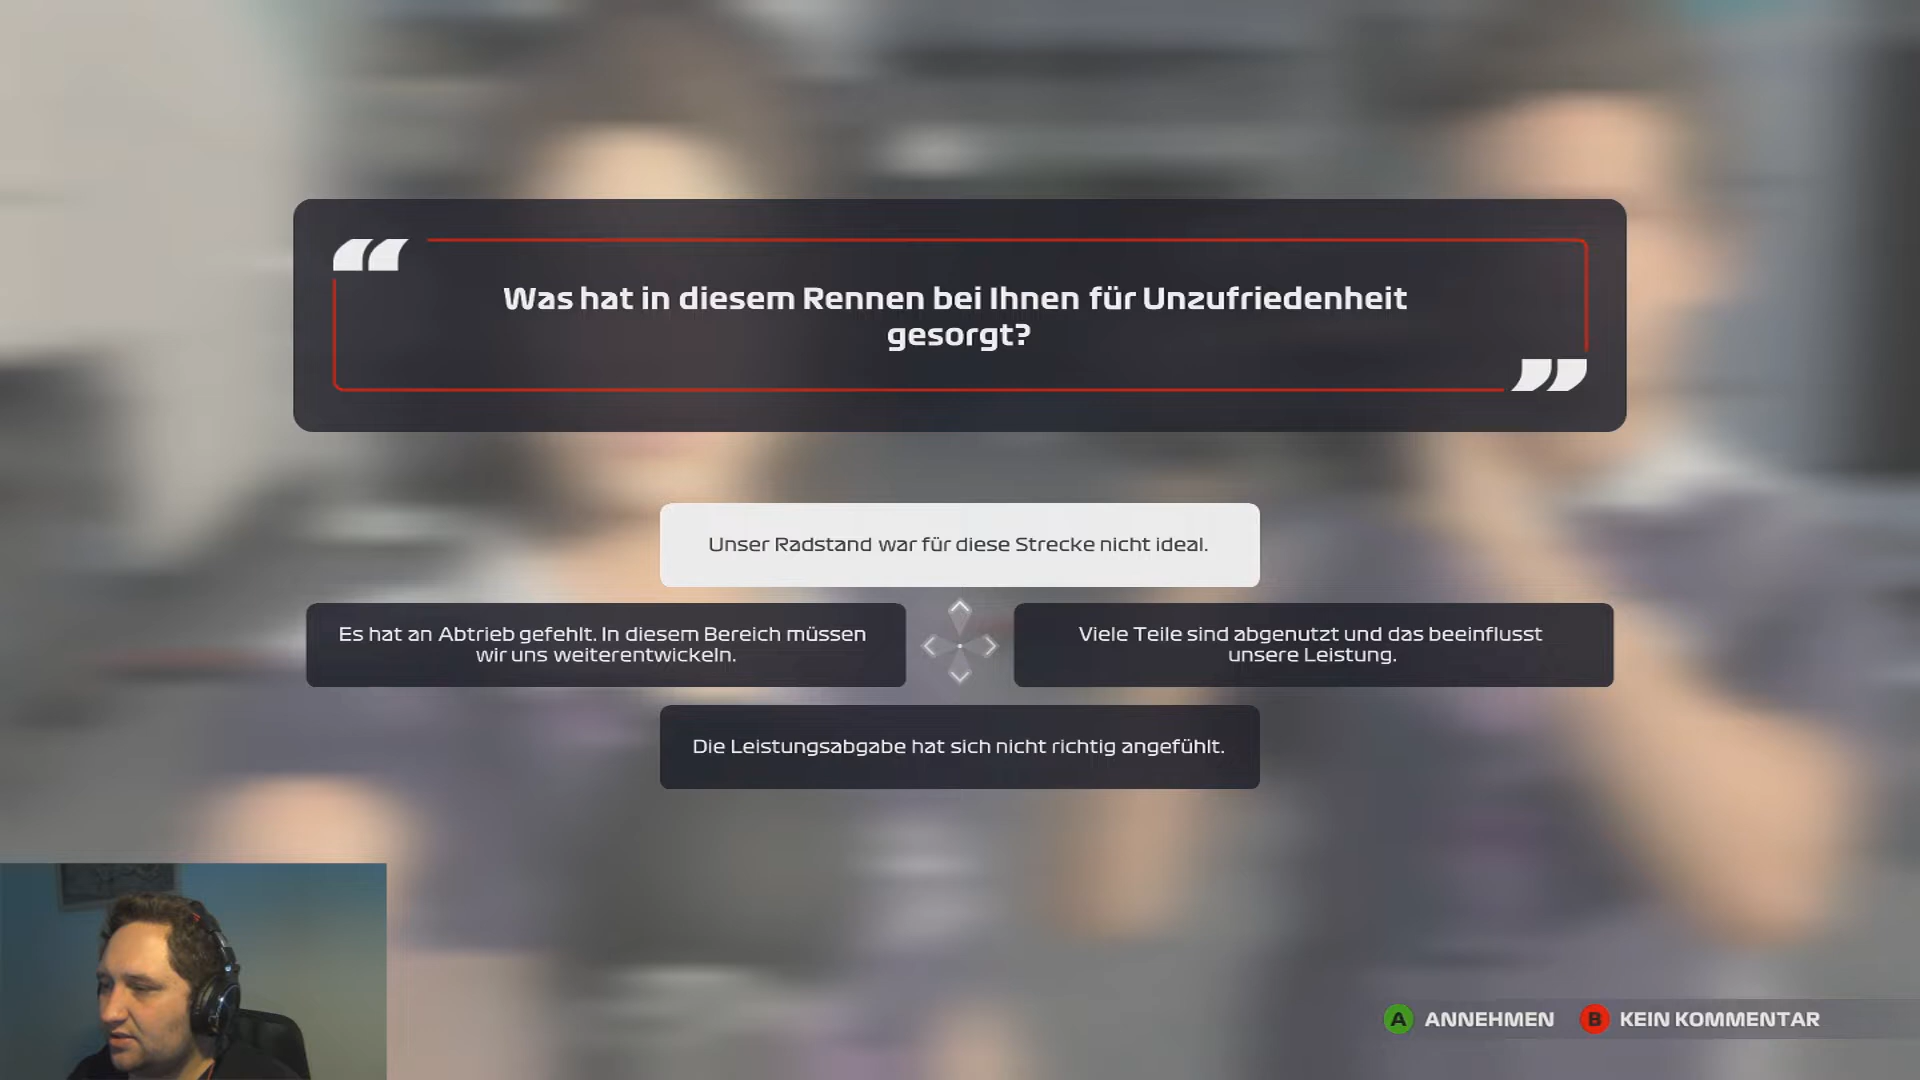 Was hat in diesem Rennen bei Ihnen für Unzufriedenheit
gesorgt?
Unser Radstand war für diese Strecke nicht ideal.
Es hat an Abtrieb gefehlt. In diesem Bereich müssen
wir uns weiterentwickeln.
Viele Teile sind abgenutzt und das beeinflusst
unsere Leistung.
Die Leistungsabgabe hat sich nicht richtig angefühlt.
A ANNEHMEN B KEIN KOMMENTAR